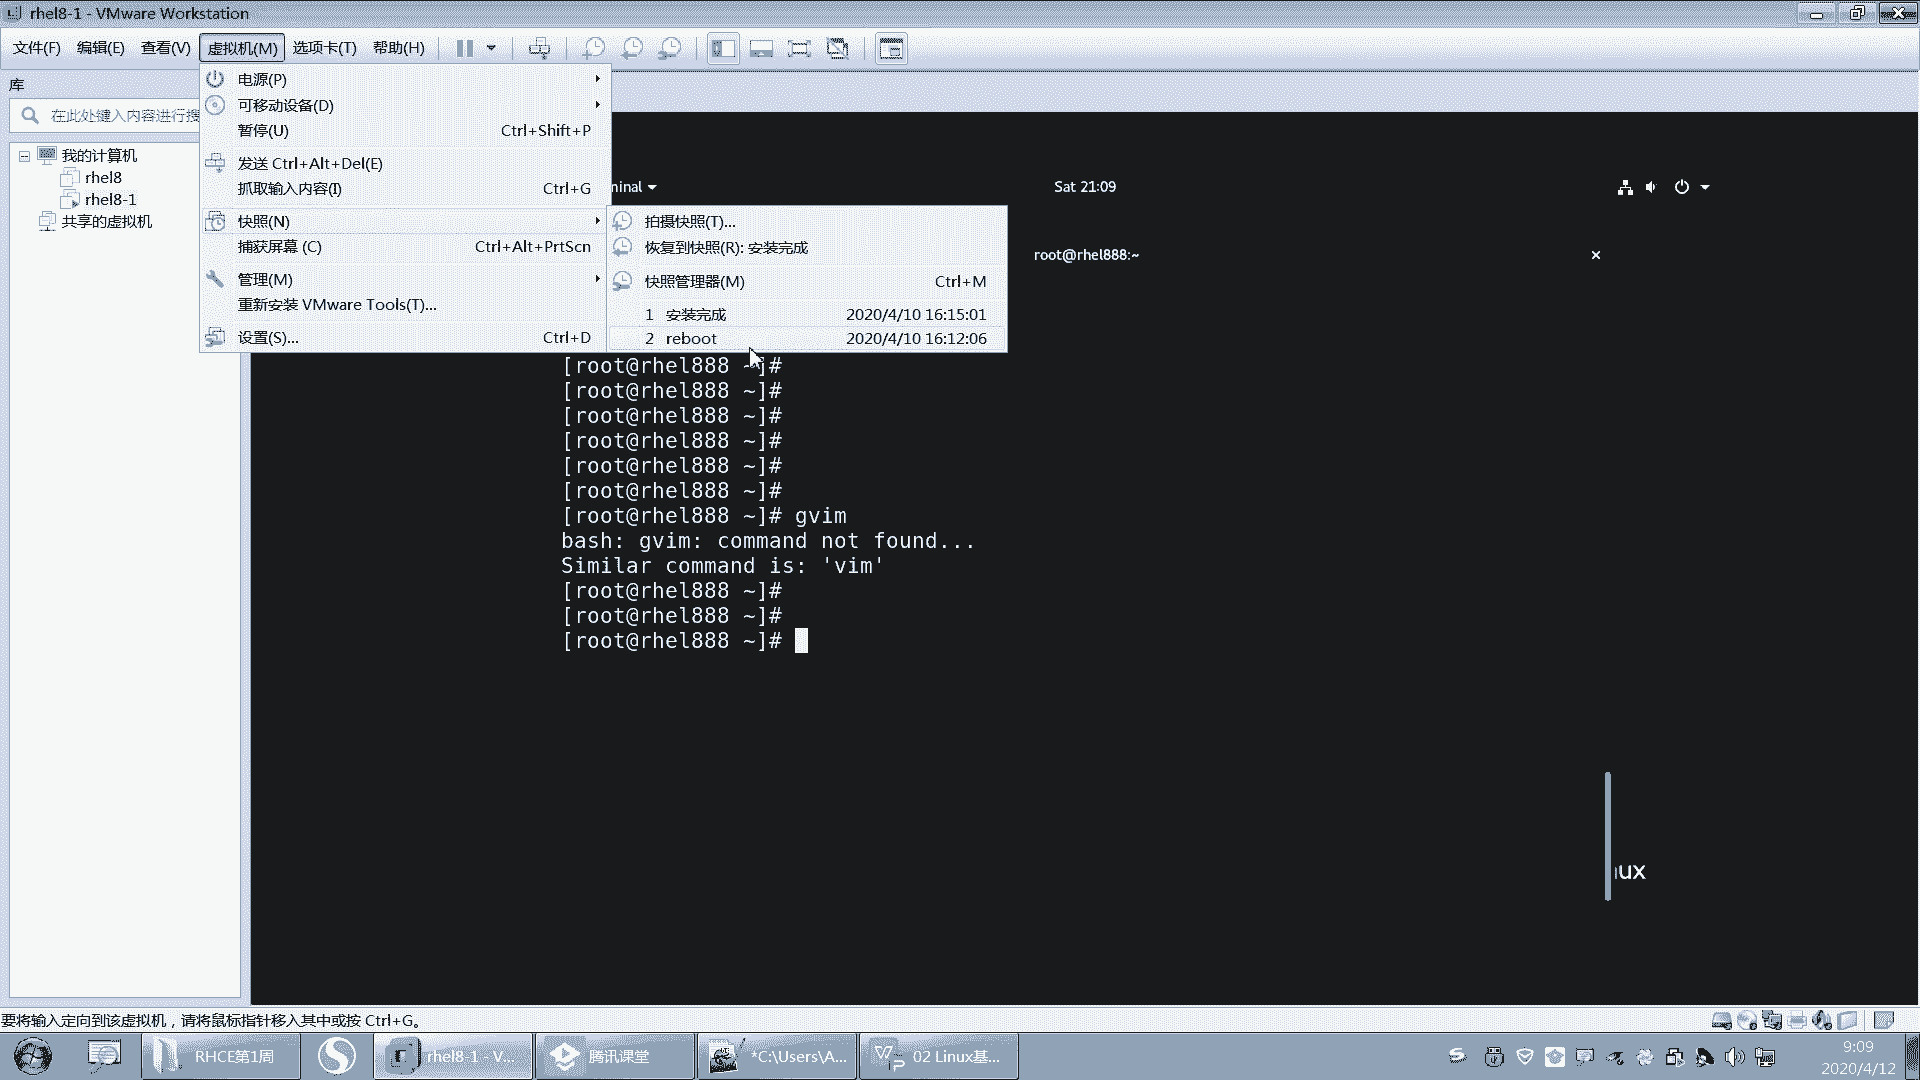 rhel8-1 - VMware Workstation
文件(F) 编辑(E) 查看(V) 虚拟机(M) 选项卡(T) 帮助(H)
库
在此处键入内容进行搜
我的计算机
rhel8
rhel8-1
共享的虚拟机
电源(P)
可移动设备(D)
暂停(U) Ctrl+Shift+P
发送 Ctrl+Alt+Del(E)
抓取输入内容(I) Ctrl+G
快照(N)
捕获屏幕 (C) Ctrl+Alt+PrtScn
管理(M)
重新安装 VMware Tools(T)...
设置(S)... Ctrl+D
拍摄快照(T)...
恢复到快照(R): 安装完成
快照管理器(M) Ctrl+M
1 安装完成 2020/4/10 16:15:01
2 reboot 2020/4/10 16:12:06
minal Sat 21:09
root@rhel888:~
[root@rhel888 ~]#
[root@rhel888 ~]#
[root@rhel888 ~]#
[root@rhel888 ~]#
[root@rhel888 ~]#
[root@rhel888 ~]#
[root@rhel888 ~]# gvim
bash: gvim: command not found...
Similar command is: 'vim'
[root@rhel888 ~]#
[root@rhel888 ~]#
[root@rhel888 ~]#
ux
要将输入定向到该虚拟机，请将鼠标指针移入其中或按 Ctrl+G。
RHCE第1周 rhel8-1 - V... 腾讯课堂 *C:\Users\A... 02 Linux基...
9:09
2020/4/12